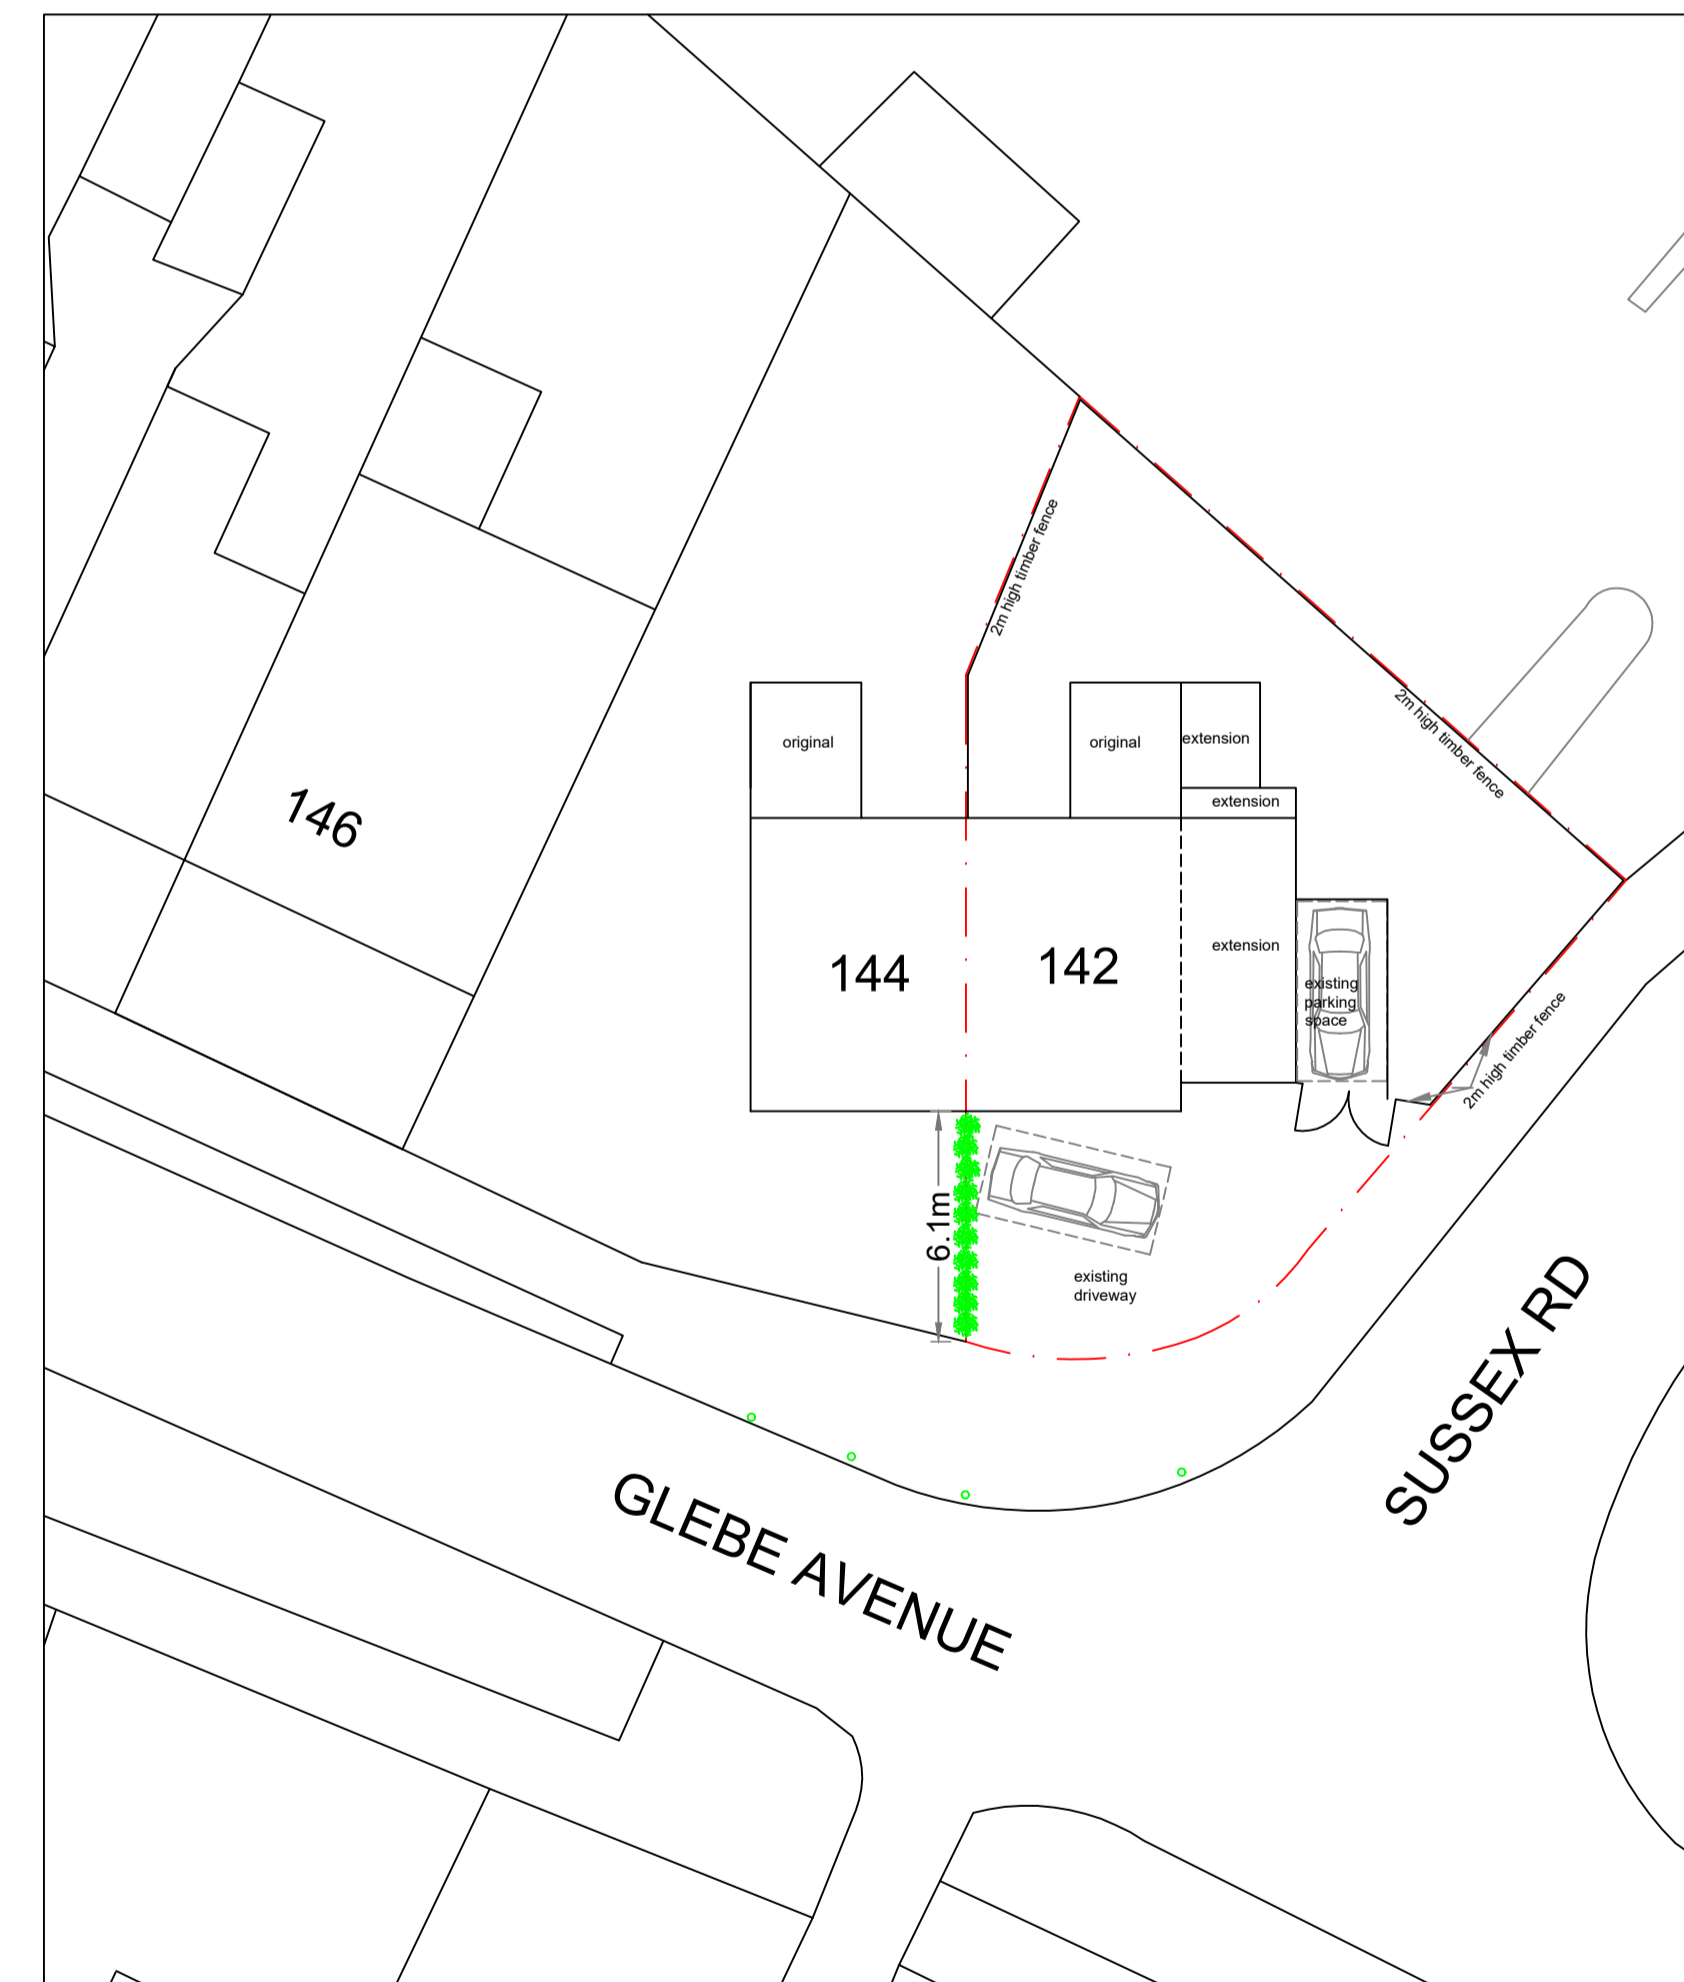 2m high timber fence
2m high timber fence
original
original
extension
extension
146
144
142
extension
existing
parking
space
2m high timber fence
6.1m
existing
driveway
SUSSEX RD
GLEBE AVENUE